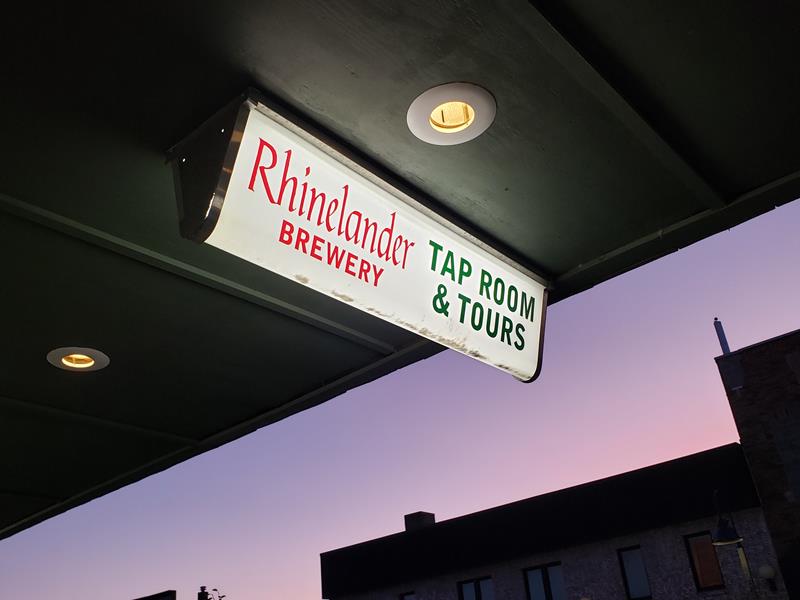 Rhinelander
BREWERY
TAP ROOM
& TOURS